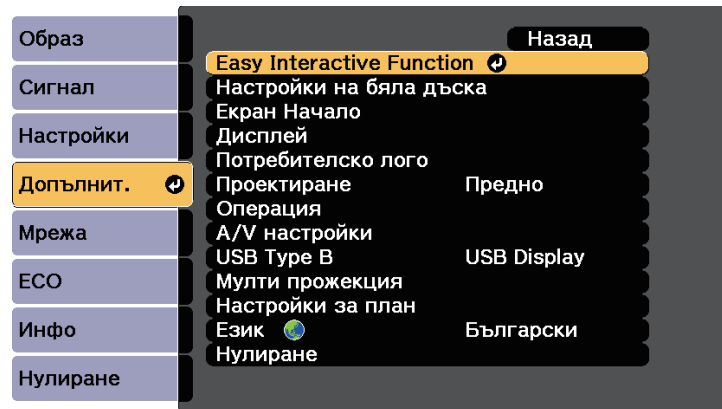 Образ
Сигнал
Настройки
Допълнит.
Мрежа
ECO
Инфо
Нулиране
Назад
Easy Interactive Function
Настройки на бяла дъска
Екран Начало
Дисплей
Потребителско лого
Проектиране Предно
Операция
A/V настройки
USB Type B USB Display
Мулти прожекция
Настройки за план
Език Български
Нулиране